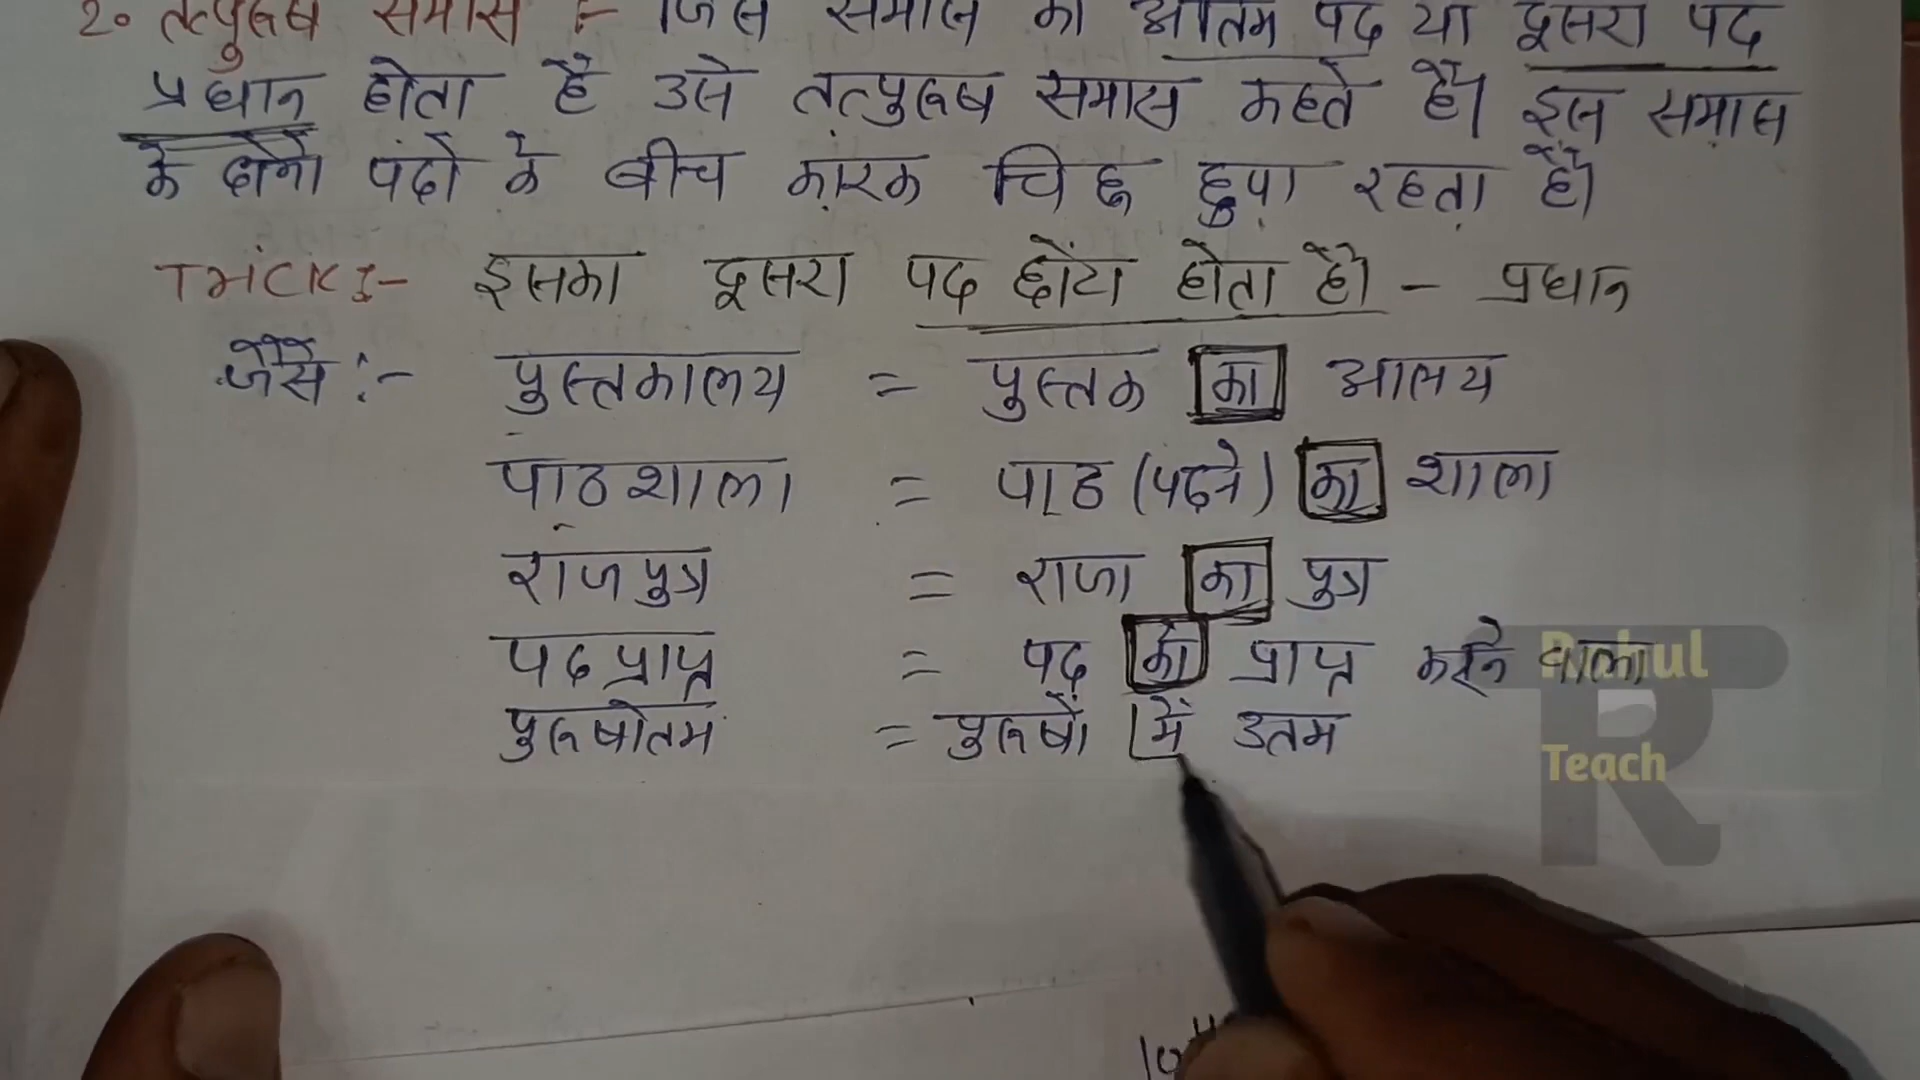 2. तत्पुरूष समास :- जिस समास का अंतिम पद या दूसरा पद
प्रधान होता है उसे तत्पुरूष समास कहते है। इस समास
के दोनो पदों के बीच कारक चिह्न छुपा रहता है।
TRICK :- इसका दूसरा पद छोटा होता है। - प्रधान
जैसे :- पुस्तकालय = पुस्तक का आलय
पाठशाला = पाठ (पढ़ने) का शाला
राजपुत्र = राजा का पुत्र
पदप्राप्त = पद को प्राप्त करने वाला
पुरूषोतम = पुरूषों में उतम
Rahul
Teach